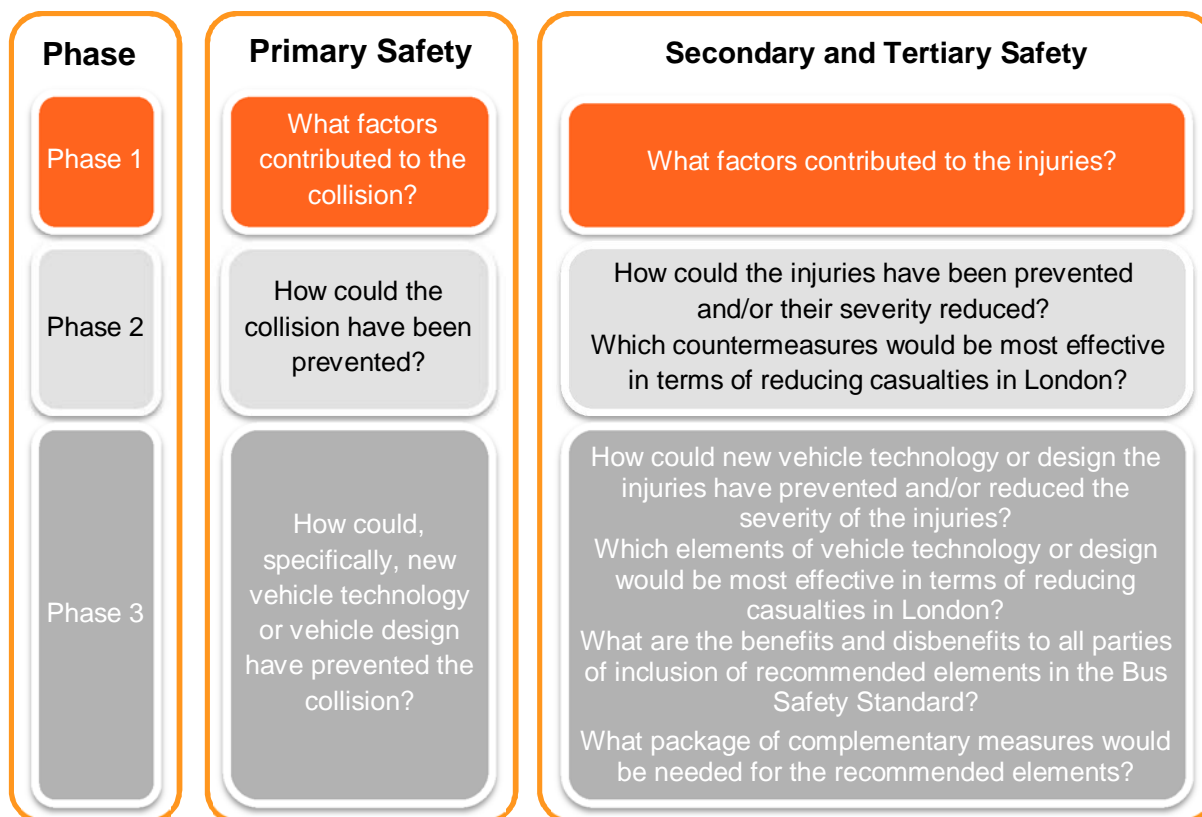 Phase
Primary Safety
Secondary and Tertiary Safety
Phase 1
What factors
contributed to the
collision?
What factors contributed to the injuries?
Phase 2
How could the
collision have been
prevented?
How could the injuries have been prevented
and/or their severity reduced?
Which countermeasures would be most effective
in terms of reducing casualties in London?
Phase 3
How could,
specifically, new
vehicle technology
or vehicle design
have prevented the
collision?
How could new vehicle technology or design the
injuries have prevented and/or reduced the
severity of the injuries?
Which elements of vehicle technology or design
would be most effective in terms of reducing
casualties in London?
What are the benefits and disbenefits to all parties
of inclusion of recommended elements in the Bus
Safety Standard?
What package of complementary measures would
be needed for the recommended elements?